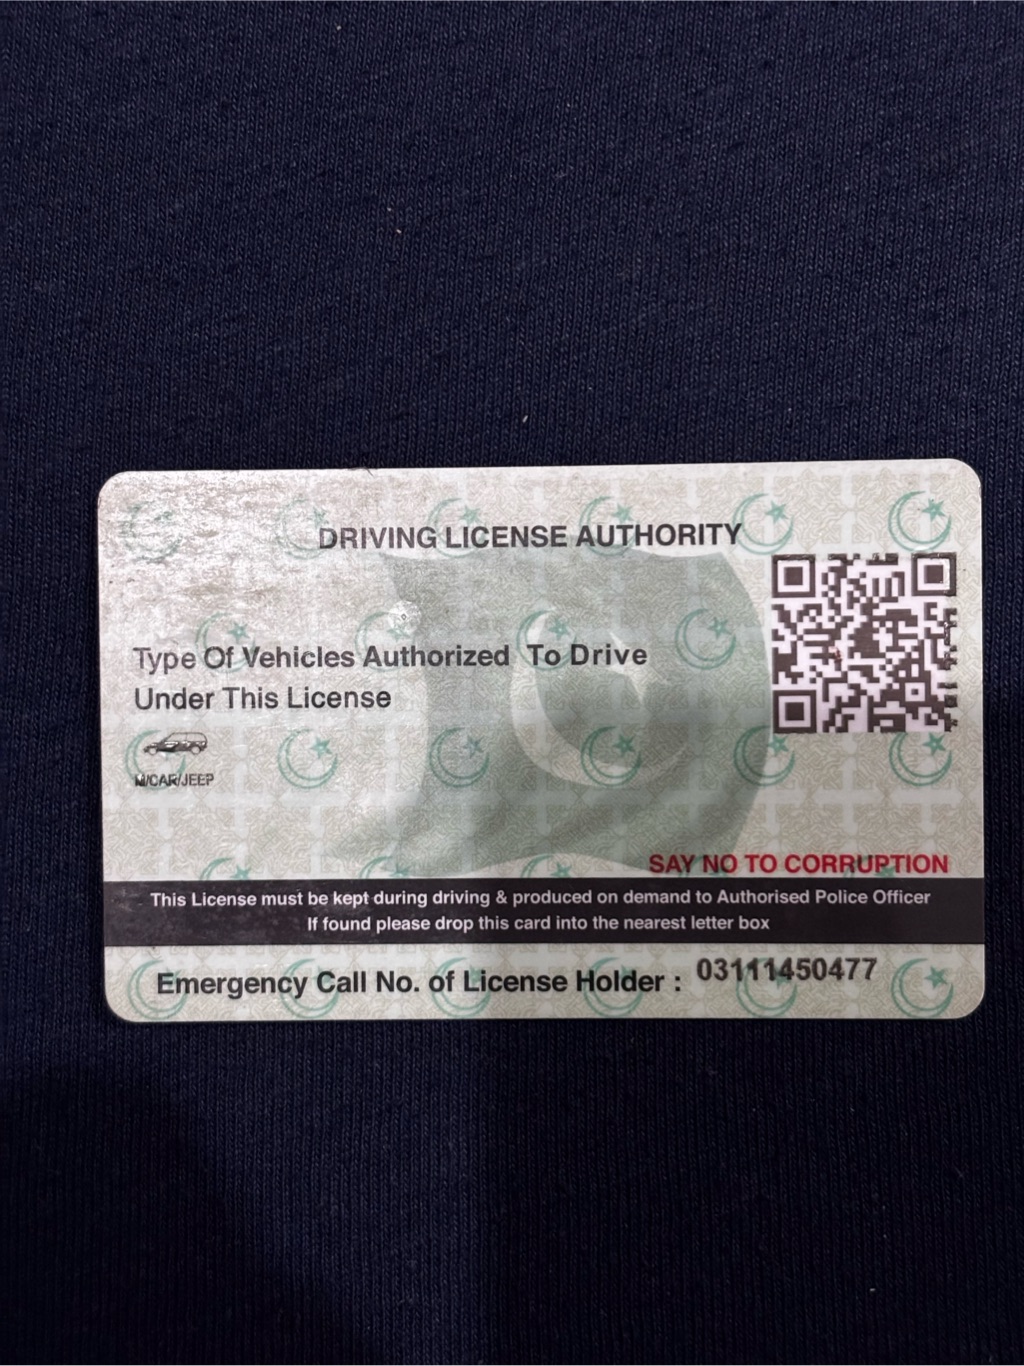 DRIVING LICENSE AUTHORITY
Type Of Vehicles Authorized To Drive
Under This License
M/CAR/JEEP
SAY NO TO CORRUPTION
This License must be kept during driving & produced on demand to Authorised Police Officer
If found please drop this card into the nearest letter box
Emergency Call No. of License Holder : 03111450477